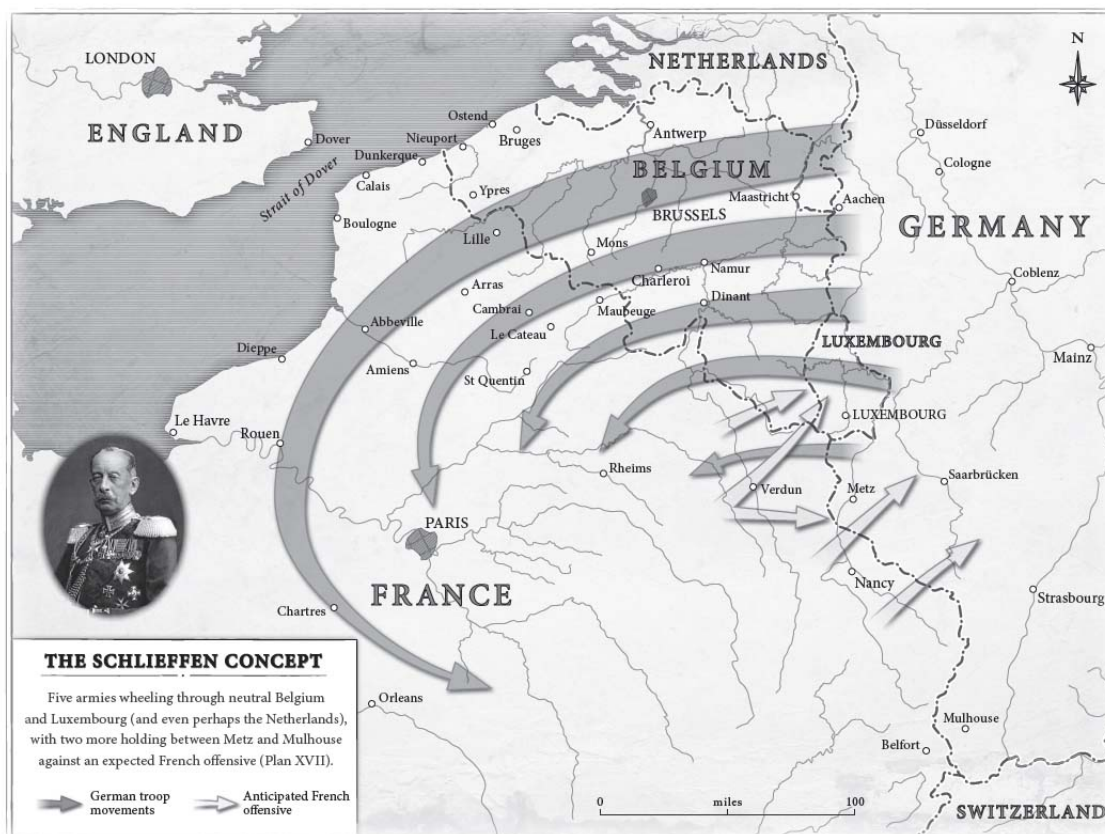 N
LONDON
NETHERLANDS
ENGLAND
Ostend
Bruges
Antwerp
Düsseldorf
Dover
Nieuport
Dunkerque
Cologne
Strait of Dover
Calais
BELGIUM
Ypres
Maastricht
Aachen
BRUSSELS
Boulogne
GERMANY
Lille
Mons
Namur
Charleroi
Coblenz
Arras
Dinant
Cambrai
Maubeuge
Abbeville
Le Cateau
LUXEMBOURG
Mainz
Dieppe
Amiens
St Quentin
Le Havre
LUXEMBOURG
Rouen
Rheims
Saarbrücken
Verdun
Metz
PARIS
Nancy
FRANCE
Strasbourg
Chartres
Orleans
Mulhouse
Belfort
SWITZERLAND
THE SCHLIEFFEN CONCEPT
Five armies wheeling through neutral Belgium
and Luxembourg (and even perhaps the Netherlands),
with two more holding between Metz and Mulhouse
against an expected French offensive (Plan XVII).
German troop
movements
Anticipated French
offensive
0 miles 100